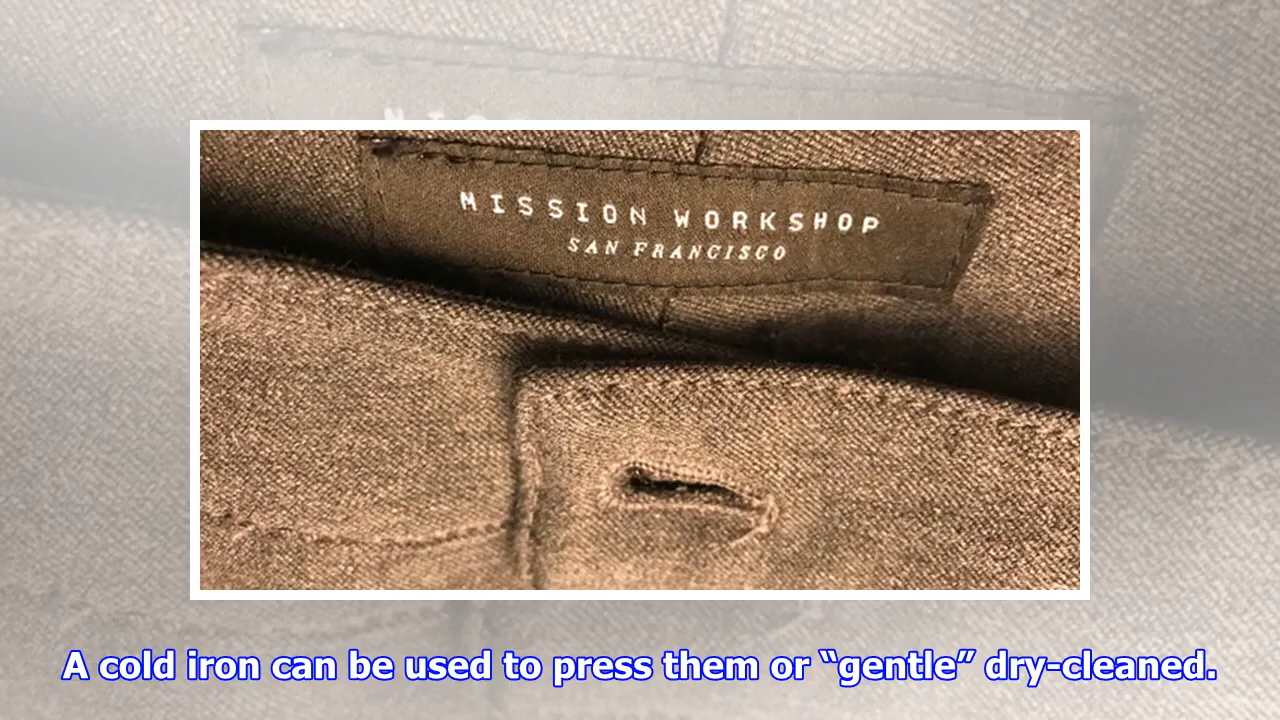 MISSION WORKSHOP
SAN FRANCISCO
A cold iron can be used to press them or “gentle” dry-cleaned.